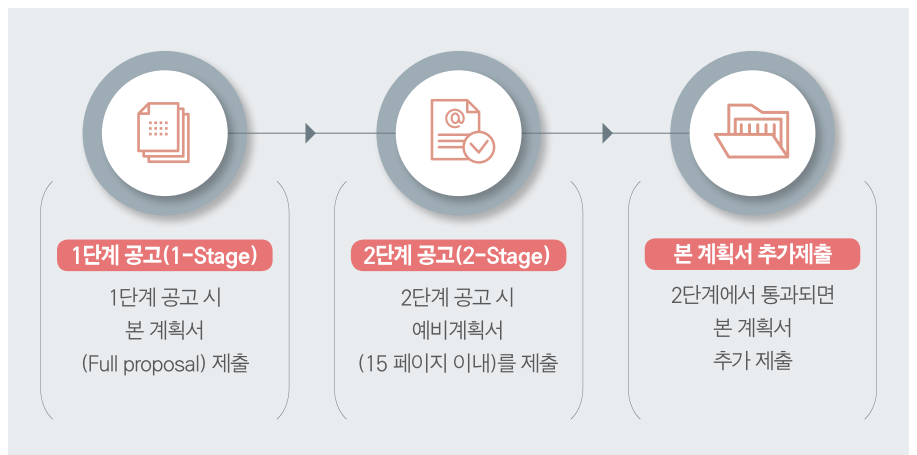 @
1단계 공고(1-Stage)
1단계 공고 시
본 계획서
(Full proposal) 제출
2단계 공고(2-Stage)
2단계 공고 시
예비계획서
(15 페이지 이내)를 제출
본 계획서 추가제출
2단계에서 통과되면
본 계획서
추가 제출